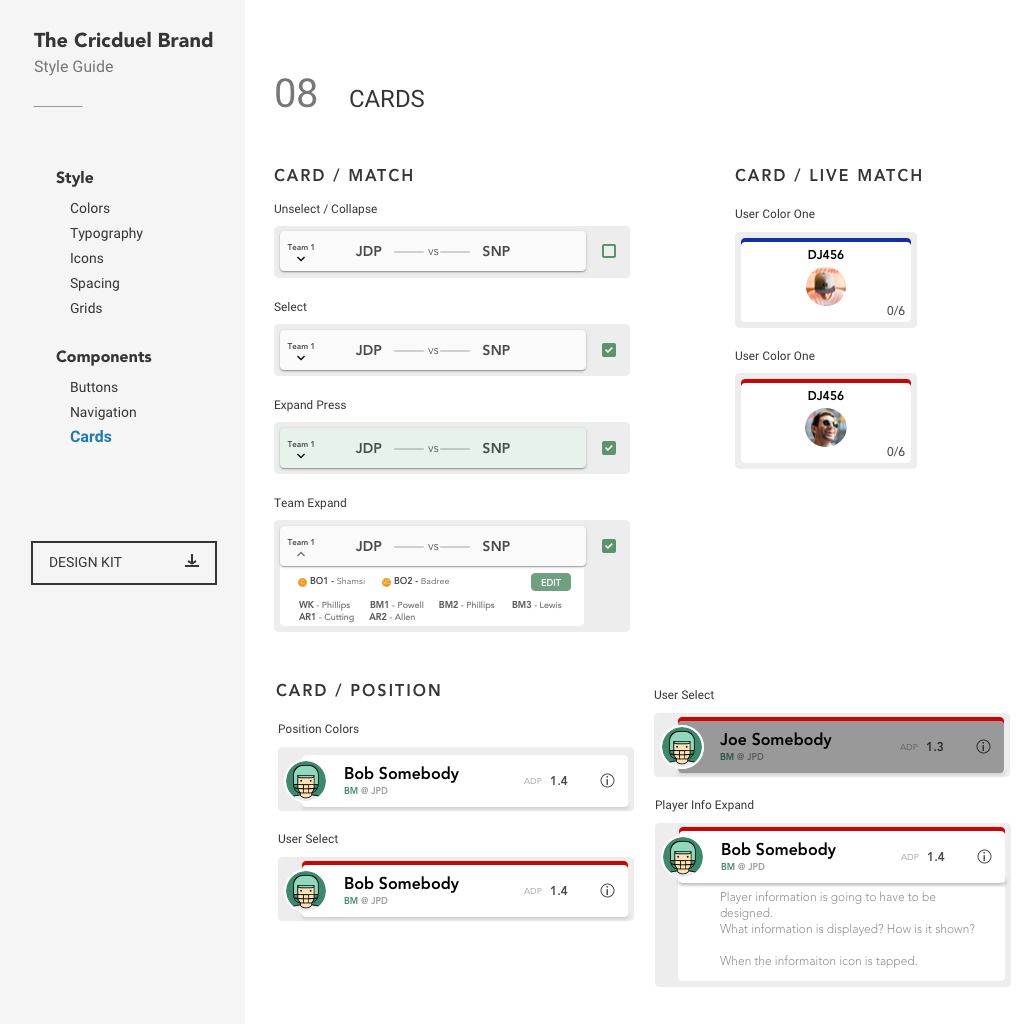 The Cricduel Brand
Style Guide
Style
Colors
Typography
Icons
Spacing
Grids
Components
Buttons
Navigation
Cards
DESIGN KIT
08 CARDS
CARD / MATCH
Unselect / Collapse
Team 1 JDP vs SNP
Select
Team 1 JDP vs SNP
Expand Press
Team 1 JDP vs SNP
Team Expand
Team 1 JDP vs SNP
BO1 - Shamsi BO2 - Badree EDIT
WK - Phillips BM1 - Powell BM2 - Phillips BM3 - Lewis
AR1 - Cutting AR2 - Allen
CARD / LIVE MATCH
User Color One
DJ456
0/6
User Color One
DJ456
0/6
CARD / POSITION
Position Colors
Bob Somebody ADP 1.4
BM @ JPD
User Select
Bob Somebody ADP 1.4
BM @ JPD
User Select
Joe Somebody ADP 1.3
BM @ JPD
Player Info Expand
Bob Somebody ADP 1.4
BM @ JPD
Player information is going to have to be
designed.
What information is displayed? How is it shown?
When the informaiton icon is tapped.